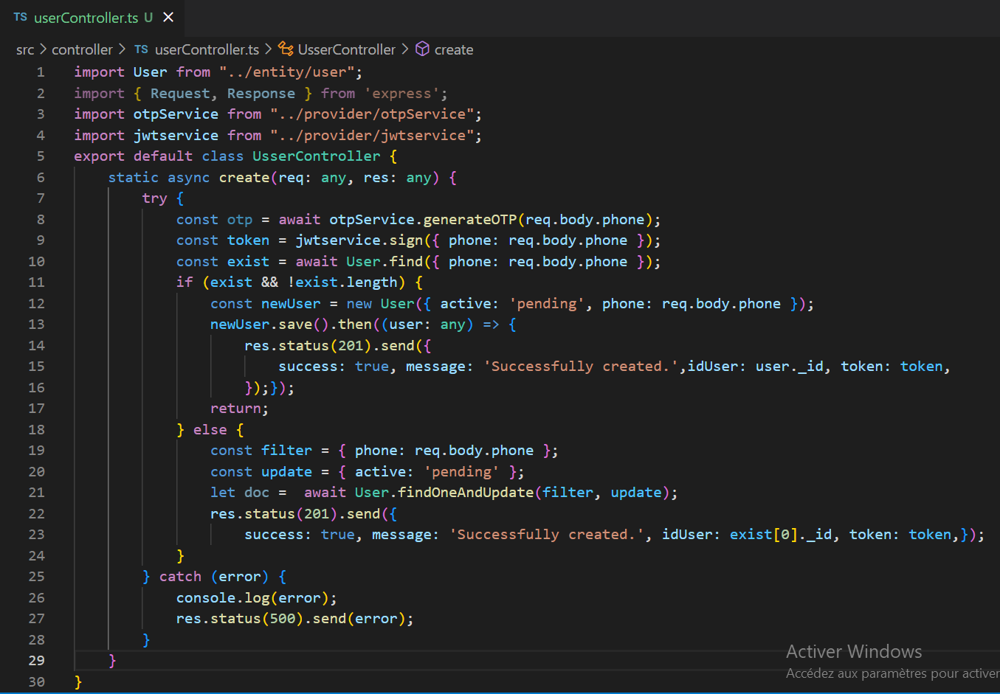 TS userController.ts U ×
src > controller > TS userController.ts > UsserController > create
1 import User from "../entity/user";
2 import { Request, Response } from 'express';
3 import otpService from "../provider/otpService";
4 import jwtservice from "../provider/jwtservice";
5 export default class UsserController {
6 static async create(req: any, res: any) {
7 try {
8 const otp = await otpService.generateOTP(req.body.phone);
9 const token = jwtservice.sign({ phone: req.body.phone });
10 const exist = await User.find({ phone: req.body.phone });
11 if (exist && !exist.length) {
12 const newUser = new User({ active: 'pending', phone: req.body.phone });
13 newUser.save().then((user: any) => {
14 res.status(201).send({
15 success: true, message: 'Successfully created.',idUser: user._id, token: token,
16 });});
17 return;
18 } else {
19 const filter = { phone: req.body.phone };
20 const update = { active: 'pending' };
21 let doc =  await User.findOneAndUpdate(filter, update);
22 res.status(201).send({
23 success: true, message: 'Successfully created.', idUser: exist[0]._id, token: token,});
24 }
25 } catch (error) {
26 console.log(error);
27 res.status(500).send(error);
28 }
29 }
30 }
Activer Windows
Accédez aux paramètres pour activer